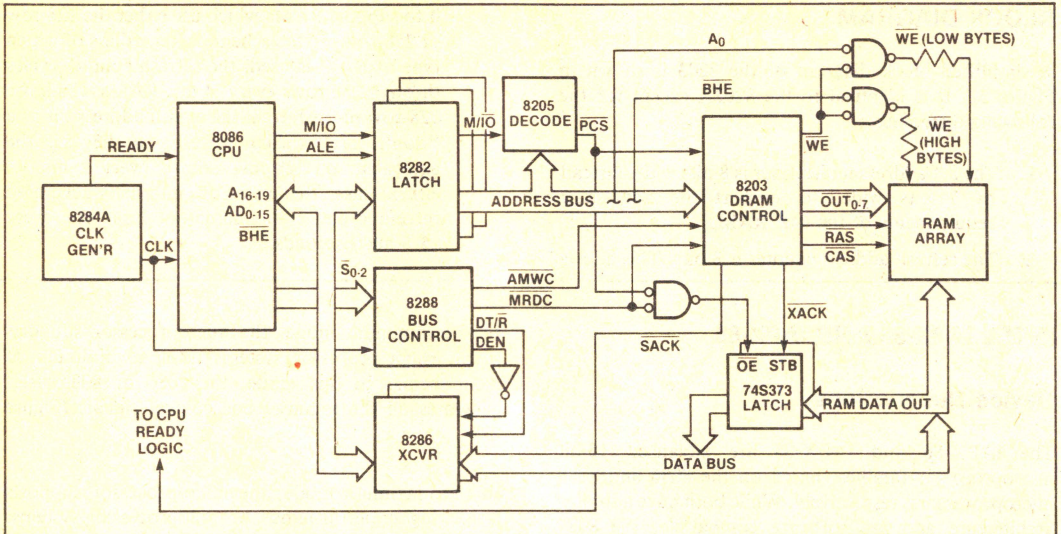 A0
WE (LOW BYTES)
BHE
8205
DECODE
M/IO
PCS
WE
WE
(HIGH
BYTES)
8086
CPU
M/IO
ALE
READY
8282
LATCH
8203
DRAM
CONTROL
A16-19
AD0-15
BHE
ADDRESS BUS
OUT0-7
RAM
ARRAY
8284A
CLK
GEN'R
CLK
RAS
CAS
S0-2
8288
BUS
CONTROL
AMWC
MRDC
DT/R
DEN
SACK
XACK
OE STB
74S373
LATCH
RAM DATA OUT
TO CPU
READY
LOGIC
8286
XCVR
DATA BUS